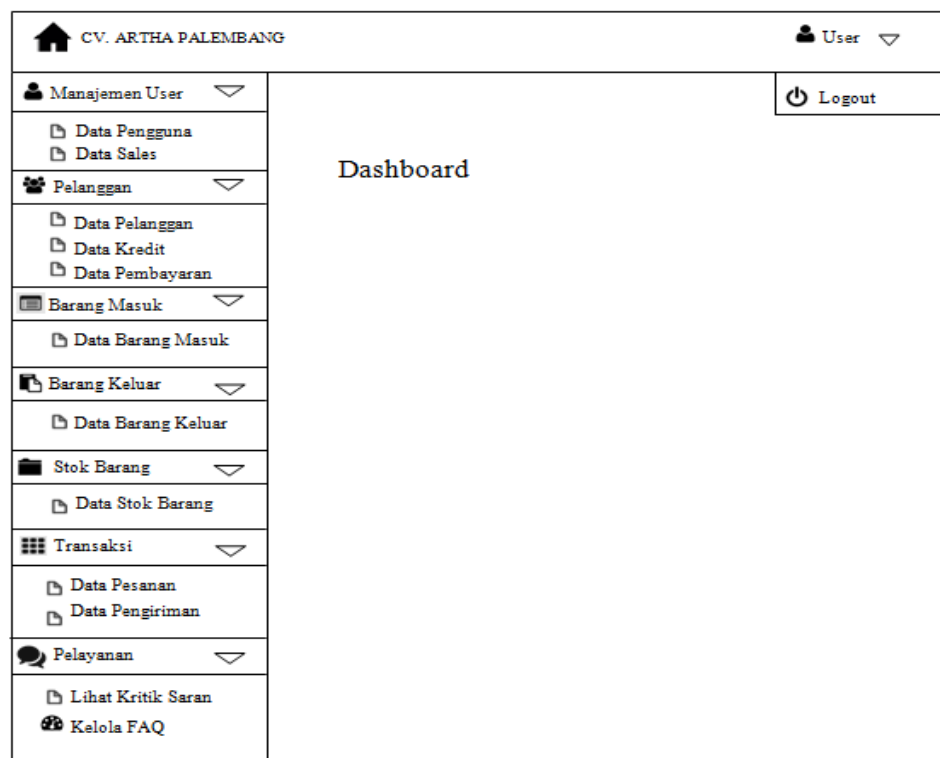 CV. ARTHA PALEMBANG
User
Logout
Manajemen User
Data Pengguna
Data Sales
Dashboard
Pelanggan
Data Pelanggan
Data Kredit
Data Pembayaran
Barang Masuk
Data Barang Masuk
Barang Keluar
Data Barang Keluar
Stok Barang
Data Stok Barang
Transaksi
Data Pesanan
Data Pengiriman
Pelayanan
Lihat Kritik Saran
Kelola FAQ